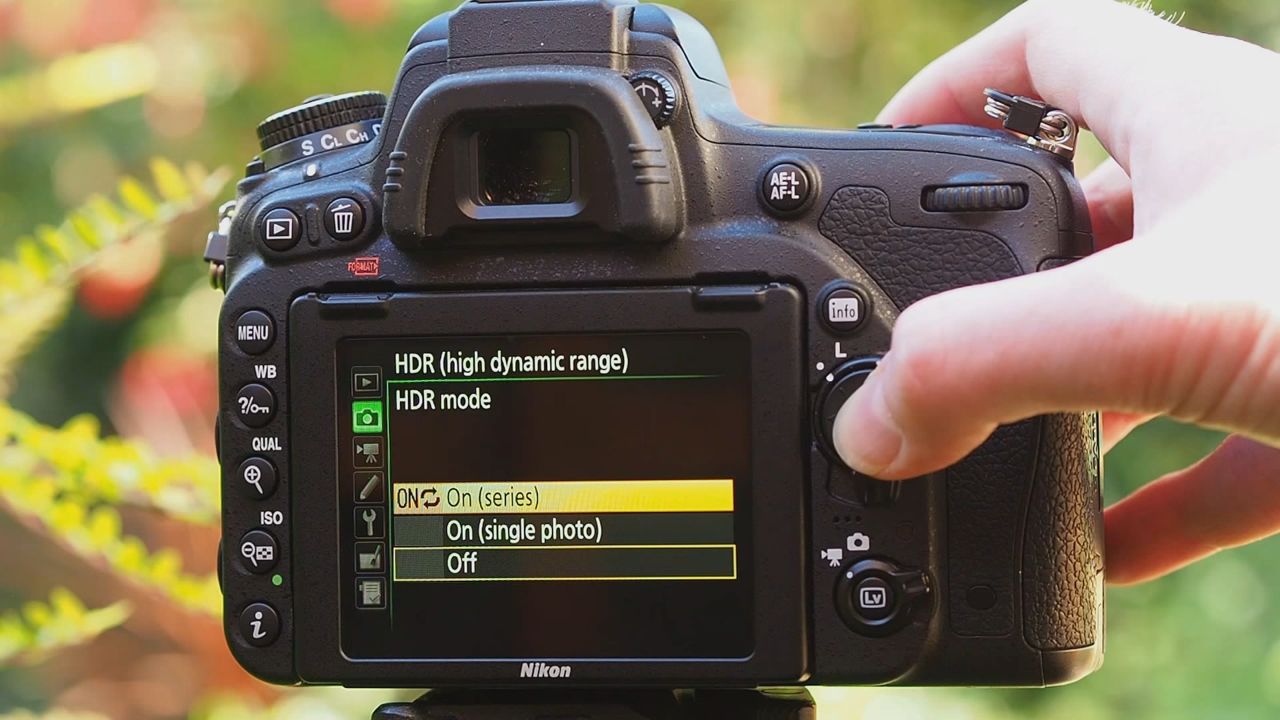 S CL CH
AE-L
AF-L
FORMAT
info
MENU
L
WB
HDR (high dynamic range)
?/
HDR mode
QUAL
ON On (series)
On (single photo)
ISO
Off
Lv
i
Nikon